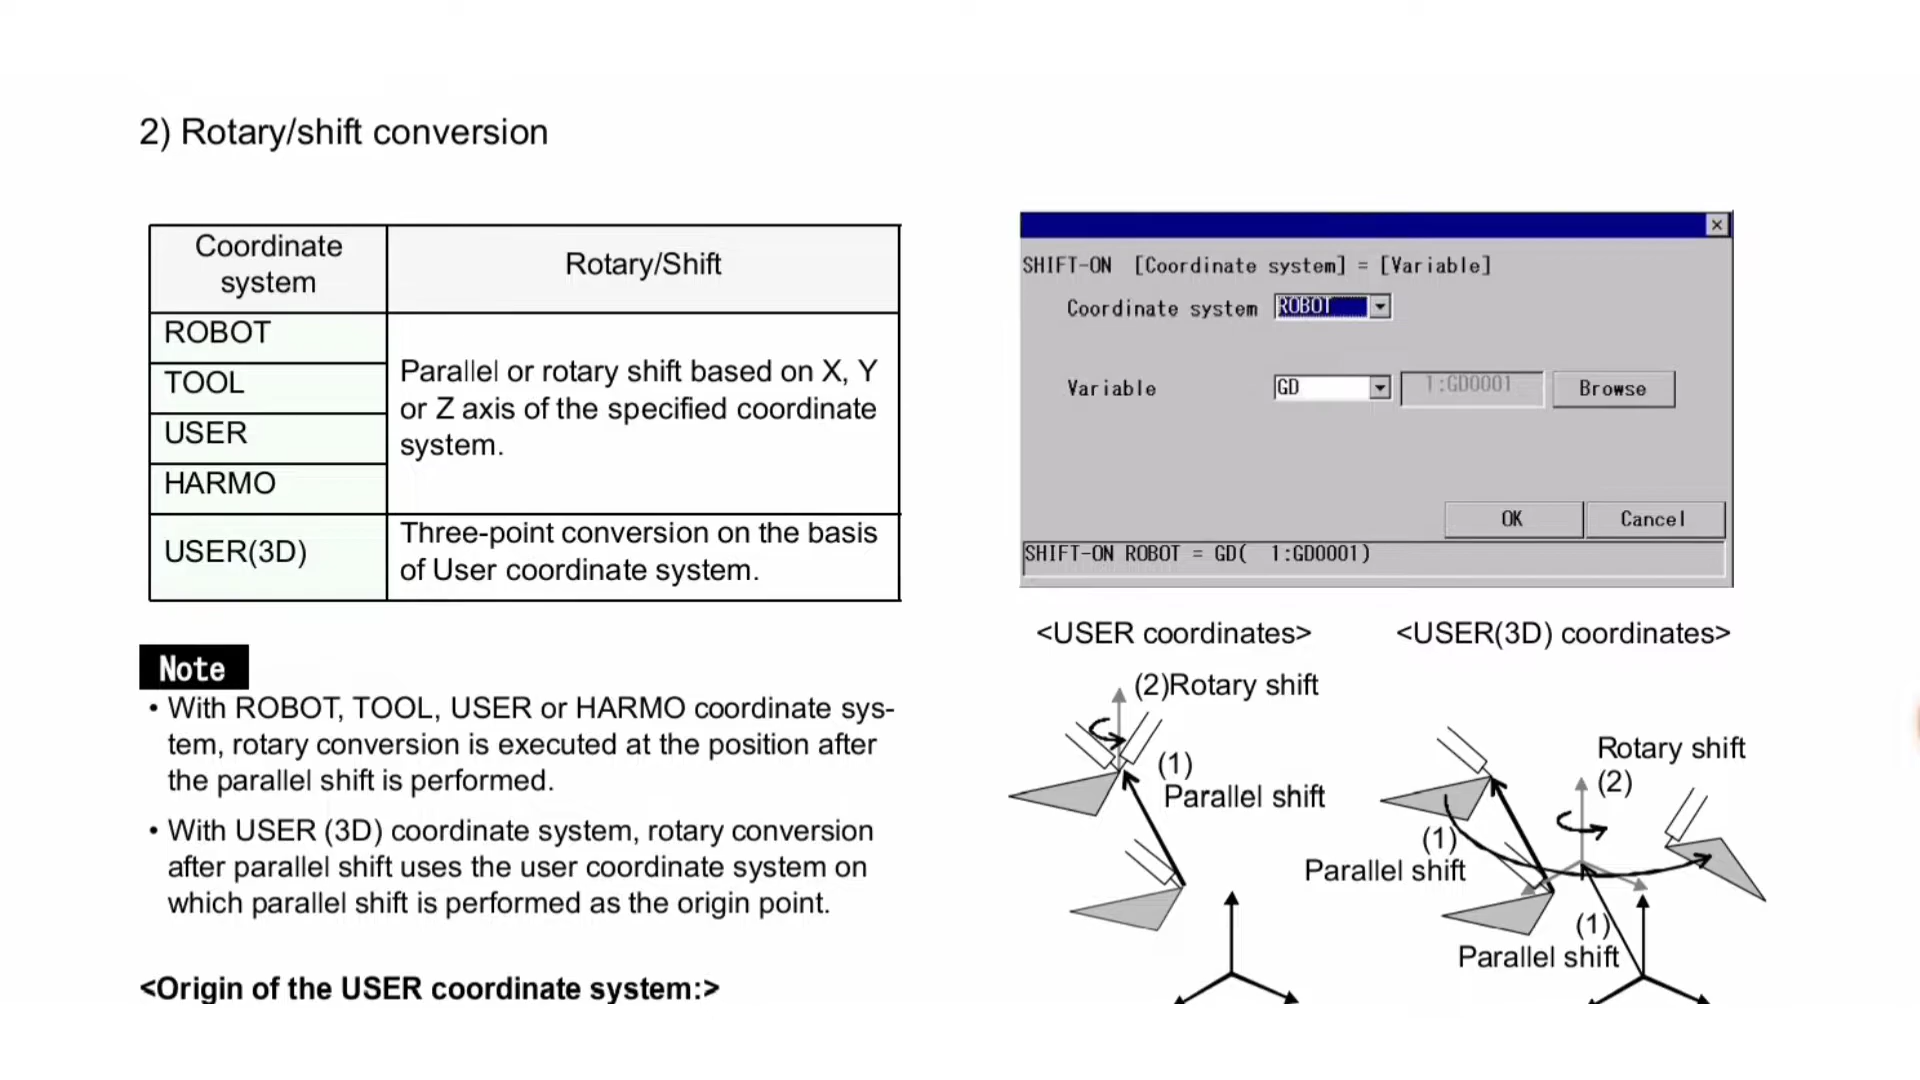 2) Rotary/shift conversion
Coordinate
system
Rotary/Shift
ROBOT
TOOL
USER
HARMO
Parallel or rotary shift based on X, Y
or Z axis of the specified coordinate
system.
USER(3D)
Three-point conversion on the basis
of User coordinate system.
Note
• With ROBOT, TOOL, USER or HARMO coordinate sys-
tem, rotary conversion is executed at the position after
the parallel shift is performed.
• With USER (3D) coordinate system, rotary conversion
after parallel shift uses the user coordinate system on
which parallel shift is performed as the origin point.
<Origin of the USER coordinate system:>
SHIFT-ON [Coordinate system] = [Variable]
Coordinate system ROBOT
Variable GD 1:GD0001 Browse
OK Cancel
SHIFT-ON ROBOT = GD( 1:GD0001)
<USER coordinates>
(2)Rotary shift
(1)
Parallel shift
<USER(3D) coordinates>
Rotary shift
(2)
(1)
Parallel shift
(1)
Parallel shift